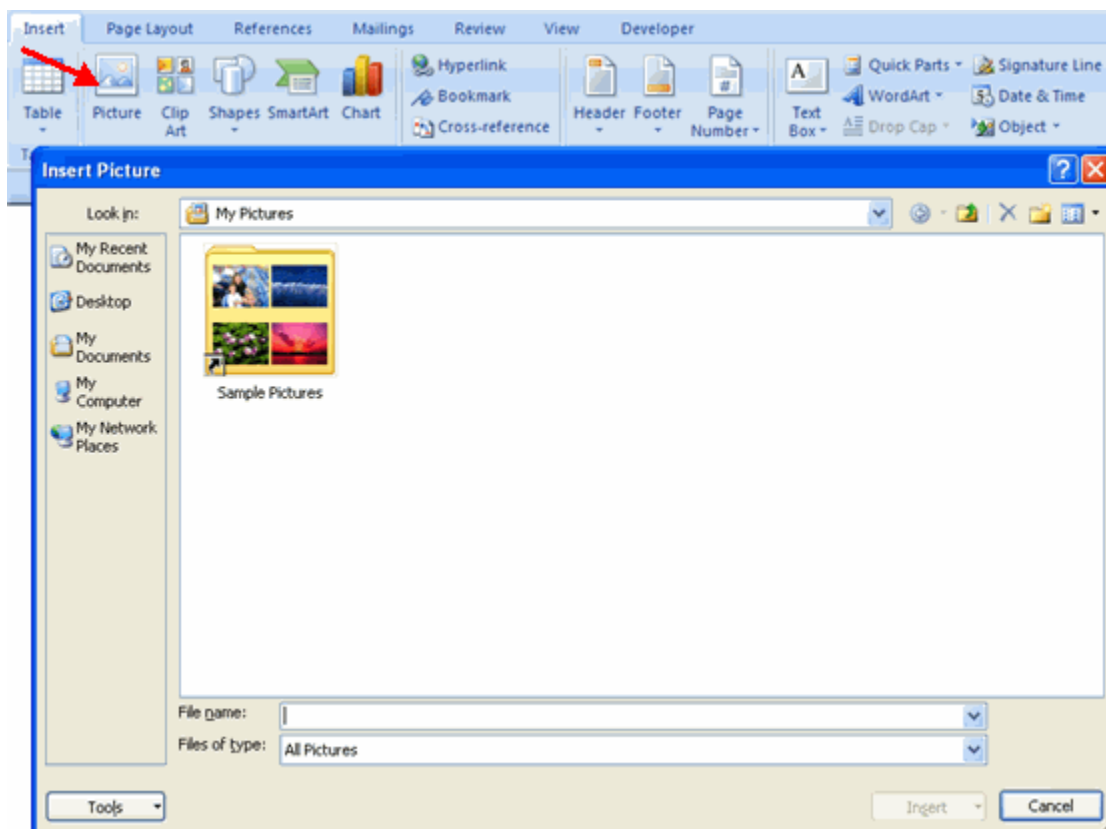 Insert Page Layout References Mailings Review View Developer
Hyperlink Quick Parts Signature Line
Bookmark A WordArt Date & Time
Table Picture Clip Art Shapes SmartArt Chart Cross-reference Header Footer Page Number # Text Box Drop Cap Object
Insert Picture
Look in: My Pictures
My Recent
Documents
Desktop
My
Documents
My
Computer
My Network
Places
Sample Pictures
File name:
Files of type: All Pictures
Tools Insert Cancel